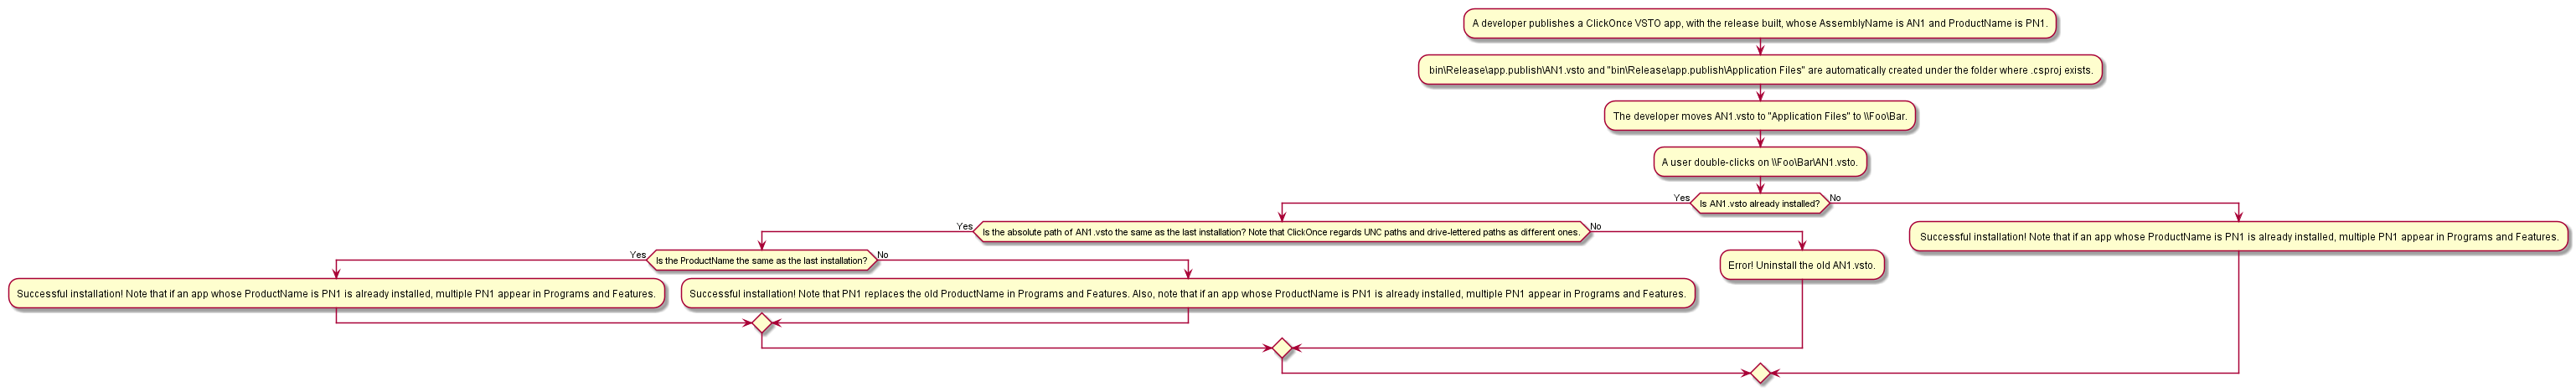 A developer publishes a ClickOnce VSTO app, with the release built, whose AssemblyName is AN1 and ProductName is PN1.
bin\Release\app.publish\AN1.vsto and "bin\Release\app.publish\Application Files" are automatically created under the folder where .csproj exists.
The developer moves AN1.vsto to "Application Files" to \\Foo\Bar.
A user double-clicks on \\Foo\Bar\AN1.vsto.
Yes
Is AN1.vsto already installed?
No
Yes
Is the absolute path of AN1.vsto the same as the last installation? Note that ClickOnce regards UNC paths and drive-lettered paths as different ones.
No
Successful installation! Note that if an app whose ProductName is PN1 is already installed, multiple PN1 appear in Programs and Features.
Yes
Is the ProductName the same as the last installation?
No
Error! Uninstall the old AN1.vsto.
Successful installation! Note that if an app whose ProductName is PN1 is already installed, multiple PN1 appear in Programs and Features.
Successful installation! Note that PN1 replaces the old ProductName in Programs and Features. Also, note that if an app whose ProductName is PN1 is already installed, multiple PN1 appear in Programs and Features.